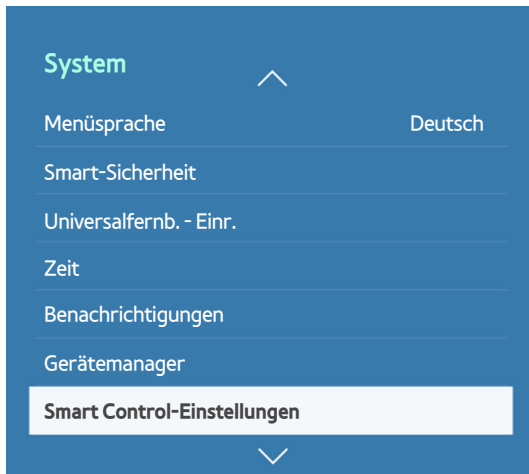 System
Menüsprache Deutsch
Smart-Sicherheit
Universalfernb. - Einr.
Zeit
Benachrichtigungen
Gerätemanager
Smart Control-Einstellungen